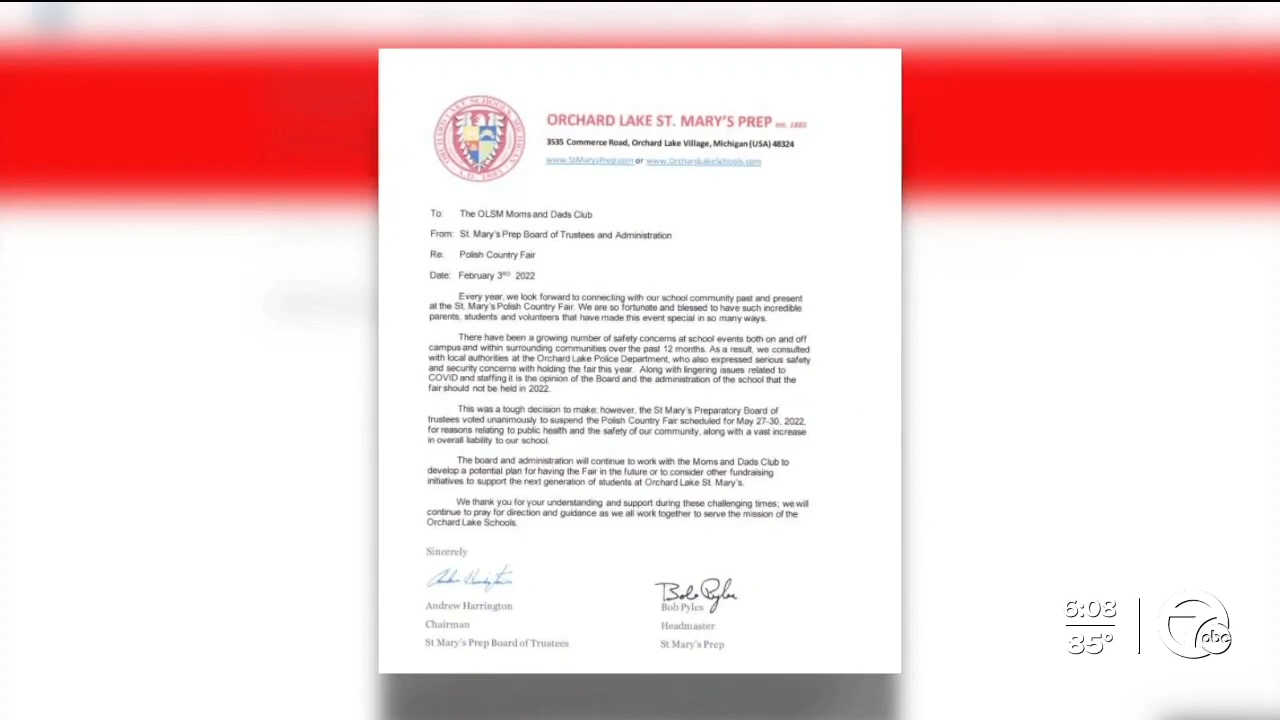 ORCHARD LAKE ST. MARY'S PREP est. 1885
3535 Commerce Road, Orchard Lake Village, Michigan (USA) 48324
www.StMarysPrep.com or www.OrchardLakeSchools.com
To: The OLSM Moms and Dads Club
From: St. Mary's Prep Board of Trustees and Administration
Re: Polish Country Fair
Date: February 3RD 2022
Every year, we look forward to connecting with our school community past and present
at the St. Mary's Polish Country Fair. We are so fortunate and blessed to have such incredible
parents, students and volunteers that have made this event special in so many ways.
There have been a growing number of safety concerns at school events both on and off
campus and within surrounding communities over the past 12 months. As a result, we consulted
with local authorities at the Orchard Lake Police Department, who also expressed serious safety
and security concerns with holding the fair this year. Along with lingering issues related to
COVID and staffing it is the opinion of the Board and the administration of the school that the
fair should not be held in 2022.
This was a tough decision to make; however, the St Mary's Preparatory Board of
trustees voted unanimously to suspend the Polish Country Fair scheduled for May 27-30, 2022,
for reasons relating to public health and the safety of our community, along with a vast increase
in overall liability to our school.
The board and administration will continue to work with the Moms and Dads Club to
develop a potential plan for having the Fair in the future or to consider other fundraising
initiatives to support the next generation of students at Orchard Lake St. Mary's.
We thank you for your understanding and support during these challenging times; we will
continue to pray for direction and guidance as we all work together to serve the mission of the
Orchard Lake Schools.
Sincerely
Bob Pyles
Andrew Harrington
Bob Pyles
Chairman
Headmaster
St Mary's Prep Board of Trustees
St Mary's Prep
6:08
35°
7 abc